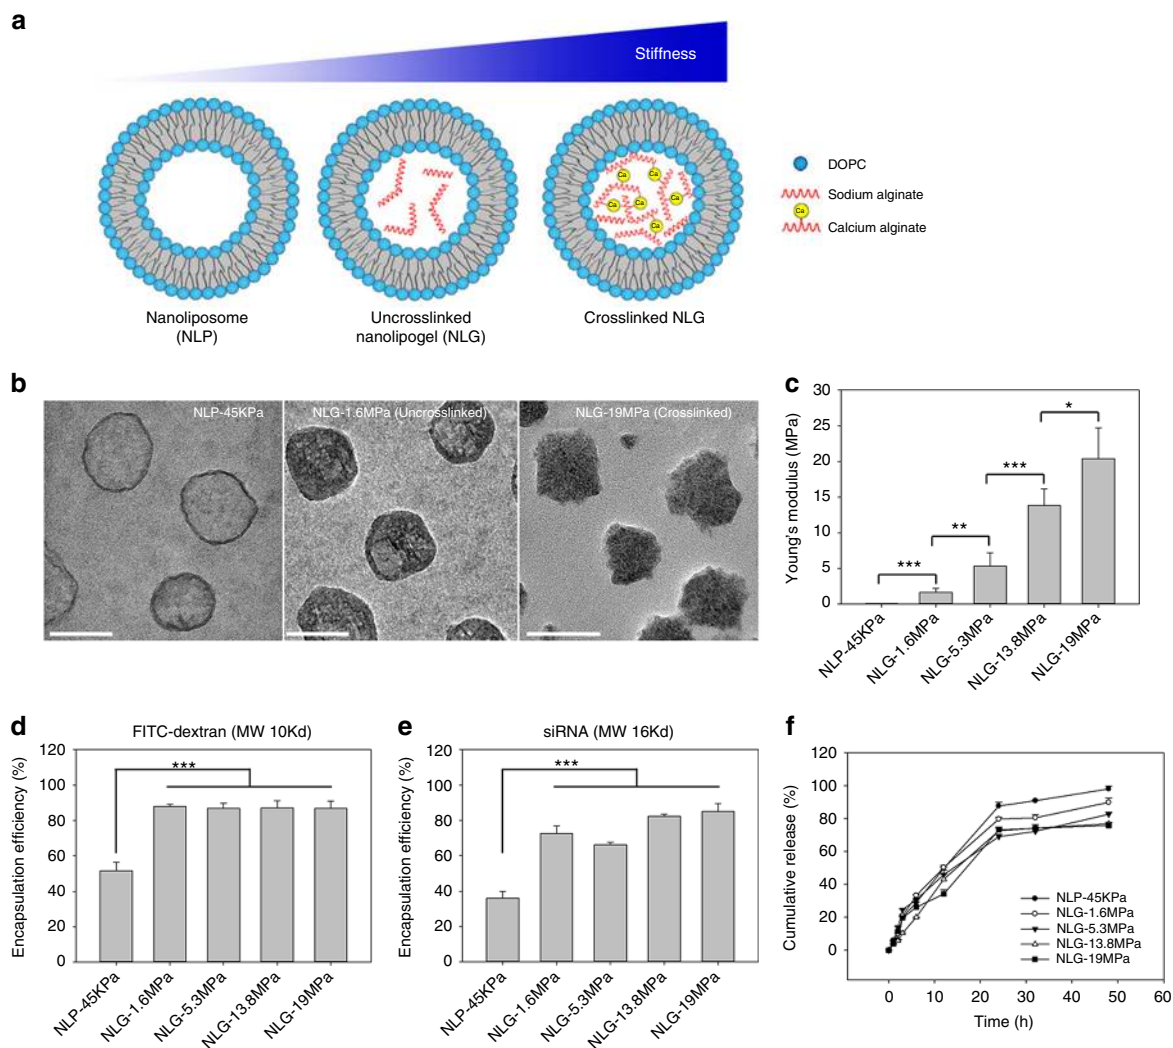 a
Stiffness
DOPC
Sodium alginate
Ca
Calcium alginate
Ca
Ca
Ca
Ca
Ca
Ca
Nanoliposome
(NLP)
Uncrosslinked
nanolipogel (NLG)
Crosslinked NLG
b
NLP-45KPa
NLG-1.6MPa (Uncrosslinked)
NLG-19MPa (Crosslinked)
c
Young's modulus (MPa)
30
25
20
15
10
5
0
***
**
***
*
NLP-45KPa
NLG-1.6MPa
NLG-5.3MPa
NLG-13.8MPa
NLG-19MPa
d
FITC-dextran (MW 10Kd)
Encapsulation efficiency (%)
120
100
80
60
40
20
0
***
NLP-45KPa
NLG-1.6MPa
NLG-5.3MPa
NLG-13.8MPa
NLG-19MPa
e
siRNA (MW 16Kd)
Encapsulation efficiency (%)
120
100
80
60
40
20
0
***
NLP-45KPa
NLG-1.6MPa
NLG-5.3MPa
NLG-13.8MPa
NLG-19MPa
f
Cumulative release (%)
120
100
80
60
40
20
0
NLP-45KPa
NLG-1.6MPa
NLG-5.3MPa
NLG-13.8MPa
NLG-19MPa
0 10 20 30 40 50 60
Time (h)